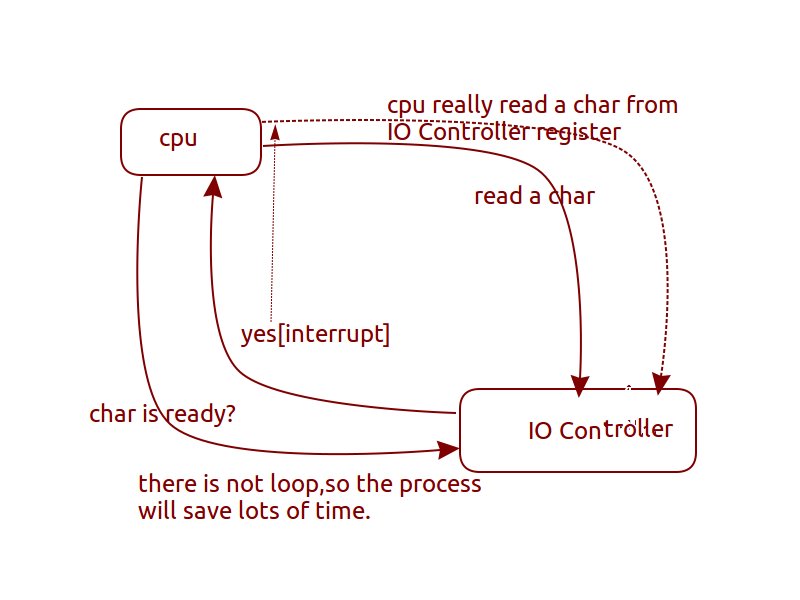 cpu really read a char from
IO Controller register
cpu
read a char
yes[interrupt]
char is ready?
IO Controller
there is not loop,so the process
will save lots of time.